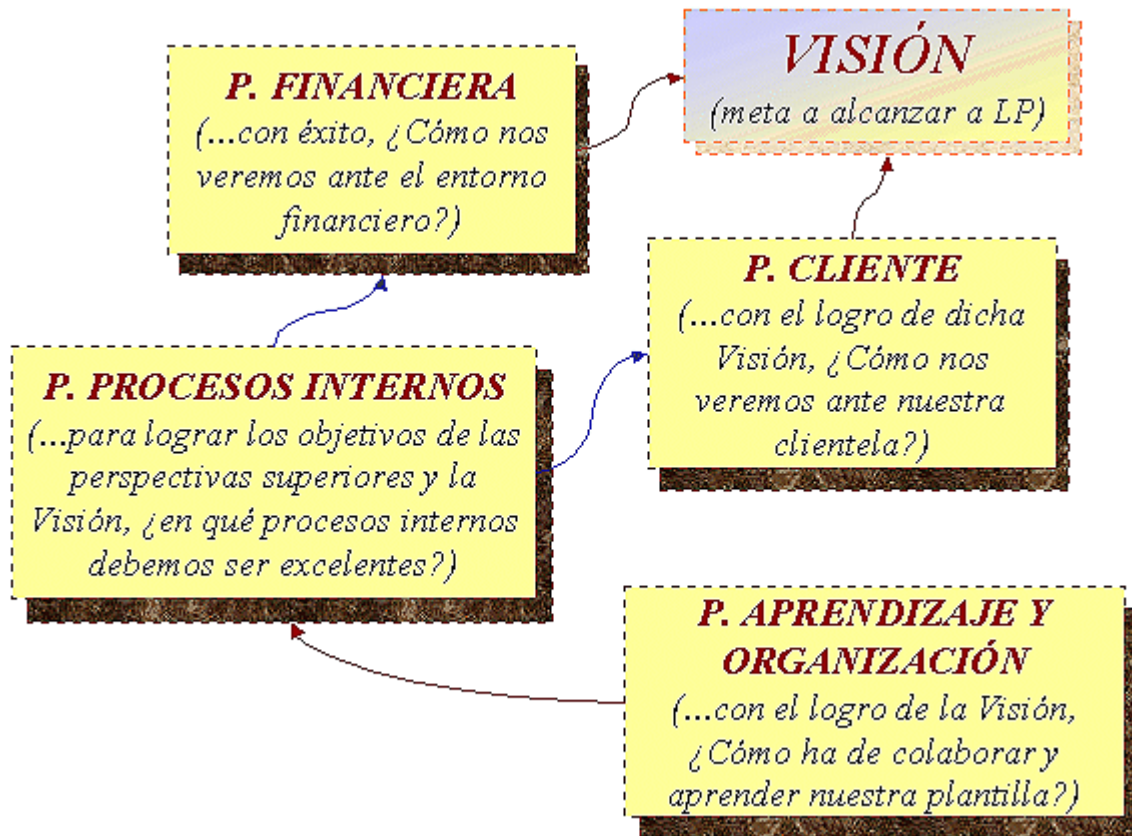 VISIÓN
(meta a alcanzar a LP)
P. FINANCIERA
(...con éxito, ¿Cómo nos
veremos ante el entorno
financiero?)
P. CLIENTE
(...con el logro de dicha
Visión, ¿Cómo nos
veremos ante nuestra
clientela?)
P. PROCESOS INTERNOS
(...para lograr los objetivos de las
perspectivas superiores y la
Visión, ¿en qué procesos internos
debemos ser excelentes?)
P. APRENDIZAJE Y
ORGANIZACIÓN
(...con el logro de la Visión,
¿Cómo ha de colaborar y
aprender nuestra plantilla?)